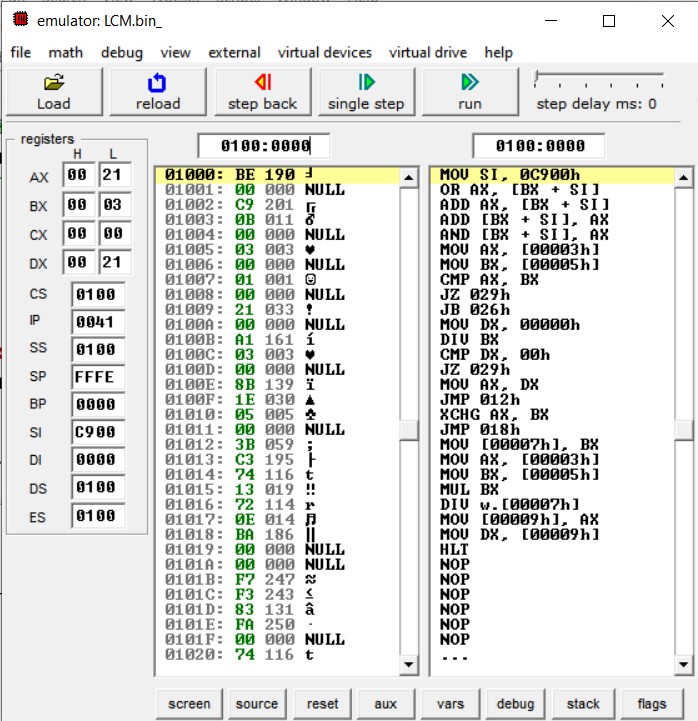 emulator: LCM.bin_
file math debug view external virtual devices virtual drive help
Load reload step back single step run step delay ms: 0
registers
H L
AX 00 21
BX 00 03
CX 00 00
DX 00 21
CS 0100
IP 0041
SS 0100
SP FFFE
BP 0000
SI C900
DI 0000
DS 0100
ES 0100
0100:0000
01000: BE 190 ╛
01001: 00 000 NULL
01002: C9 201 ╔
01003: 0B 011 ♂
01004: 00 000 NULL
01005: 03 003 ♥
01006: 00 000 NULL
01007: 01 001 ☺
01008: 00 000 NULL
01009: 21 033 !
0100A: 00 000 NULL
0100B: A1 161 í
0100C: 03 003 ♥
0100D: 00 000 NULL
0100E: 8B 139 ï
0100F: 1E 030 ▲
01010: 05 005 ♣
01011: 00 000 NULL
01012: 3B 059 ;
01013: C3 195 ├
01014: 74 116 t
01015: 13 019 ‼
01016: 72 114 r
01017: 0E 014 ♫
01018: BA 186 ║
01019: 00 000 NULL
0101A: 00 000 NULL
0101B: F7 247 ≈
0101C: F3 243 ≤
0101D: 83 131 â
0101E: FA 250 ·
0101F: 00 000 NULL
01020: 74 116 t
0100:0000
MOV SI, 0C900h
OR AX, [BX + SI]
ADD AX, [BX + SI]
ADD [BX + SI], AX
AND [BX + SI], AX
MOV AX, [00003h]
MOV BX, [00005h]
CMP AX, BX
JZ 029h
JB 026h
MOV DX, 00000h
DIV BX
CMP DX, 00h
JZ 029h
MOV AX, DX
JMP 012h
XCHG AX, BX
JMP 018h
MOV [00007h], BX
MOV AX, [00003h]
MOV BX, [00005h]
MUL BX
DIV w.[00007h]
MOV [00009h], AX
MOV DX, [00009h]
HLT
NOP
NOP
NOP
NOP
NOP
NOP
...
screen source reset aux vars debug stack flags